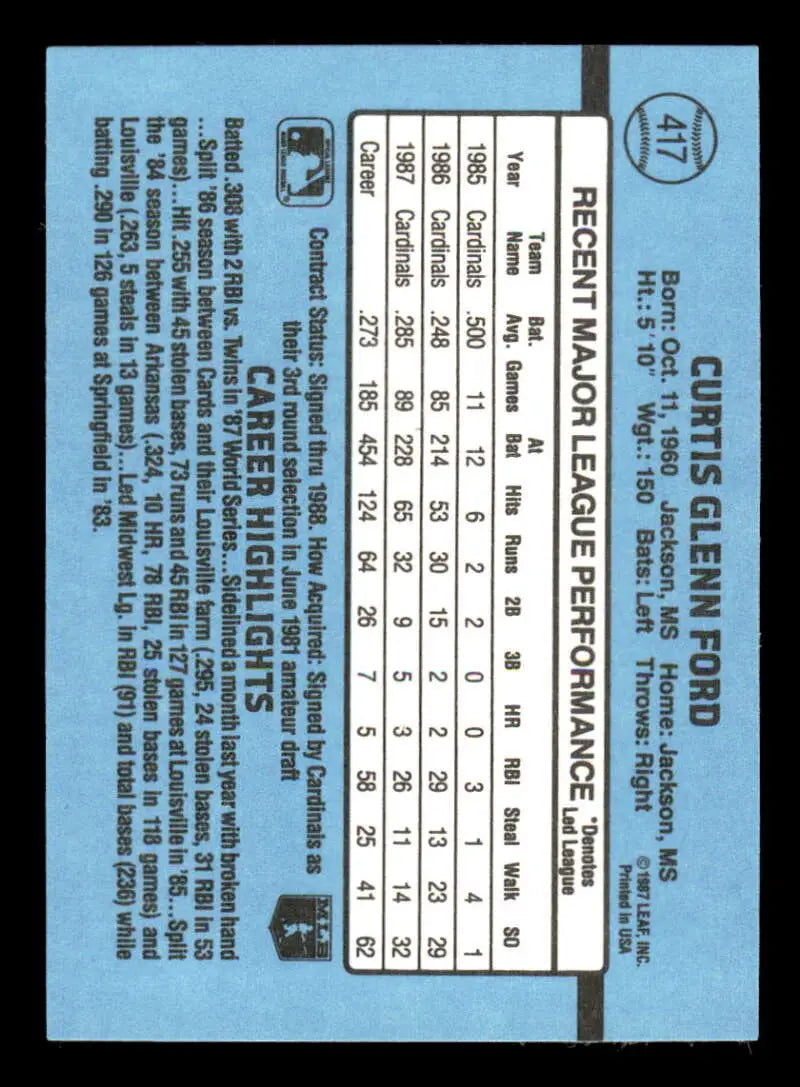 417
CURTIS GLENN FORD
Born: Oct. 11, 1960 Jackson, MS Home: Jackson, MS
Ht.: 5'10" Wgt.: 150 Bats: Left Throws: Right
©1987 LEAF, INC.
Printed in USA
RECENT MAJOR LEAGUE PERFORMANCE *Denotes Led League
Year Team Name Bat. Avg. Games At Bat Hits Runs 2B 3B HR RBI Steal Walk SO
1985 Cardinals .500 11 12 6 2 2 0 0 3 1 4 1
1986 Cardinals .248 85 214 53 30 15 2 2 29 13 23 29
1987 Cardinals .285 89 228 65 32 9 5 3 26 11 14 32
Career .273 185 454 124 64 26 7 5 58 25 41 62
Contract Status: Signed thru 1988. How Acquired: Signed by Cardinals as
their 3rd round selection in June 1981 amateur draft
MLB
CAREER HIGHLIGHTS
Batted .308 with 2 RBI vs. Twins in '87 World Series...Sidelined a month last year with broken hand
...Split '86 season between Cards and their Louisville farm (.295, 24 stolen bases, 31 RBI in 53
games)...Hit .255 with 45 stolen bases, 73 runs and 45 RBI in 127 games at Louisville in '85...Split
the '84 season between Arkansas (.324, 10 HR, 78 RBI, 25 stolen bases in 118 games) and
Louisville (.263, 5 steals in 13 games)...Led Midwest Lg. in RBI (91) and total bases (236) while
batting .290 in 126 games at Springfield in '83.